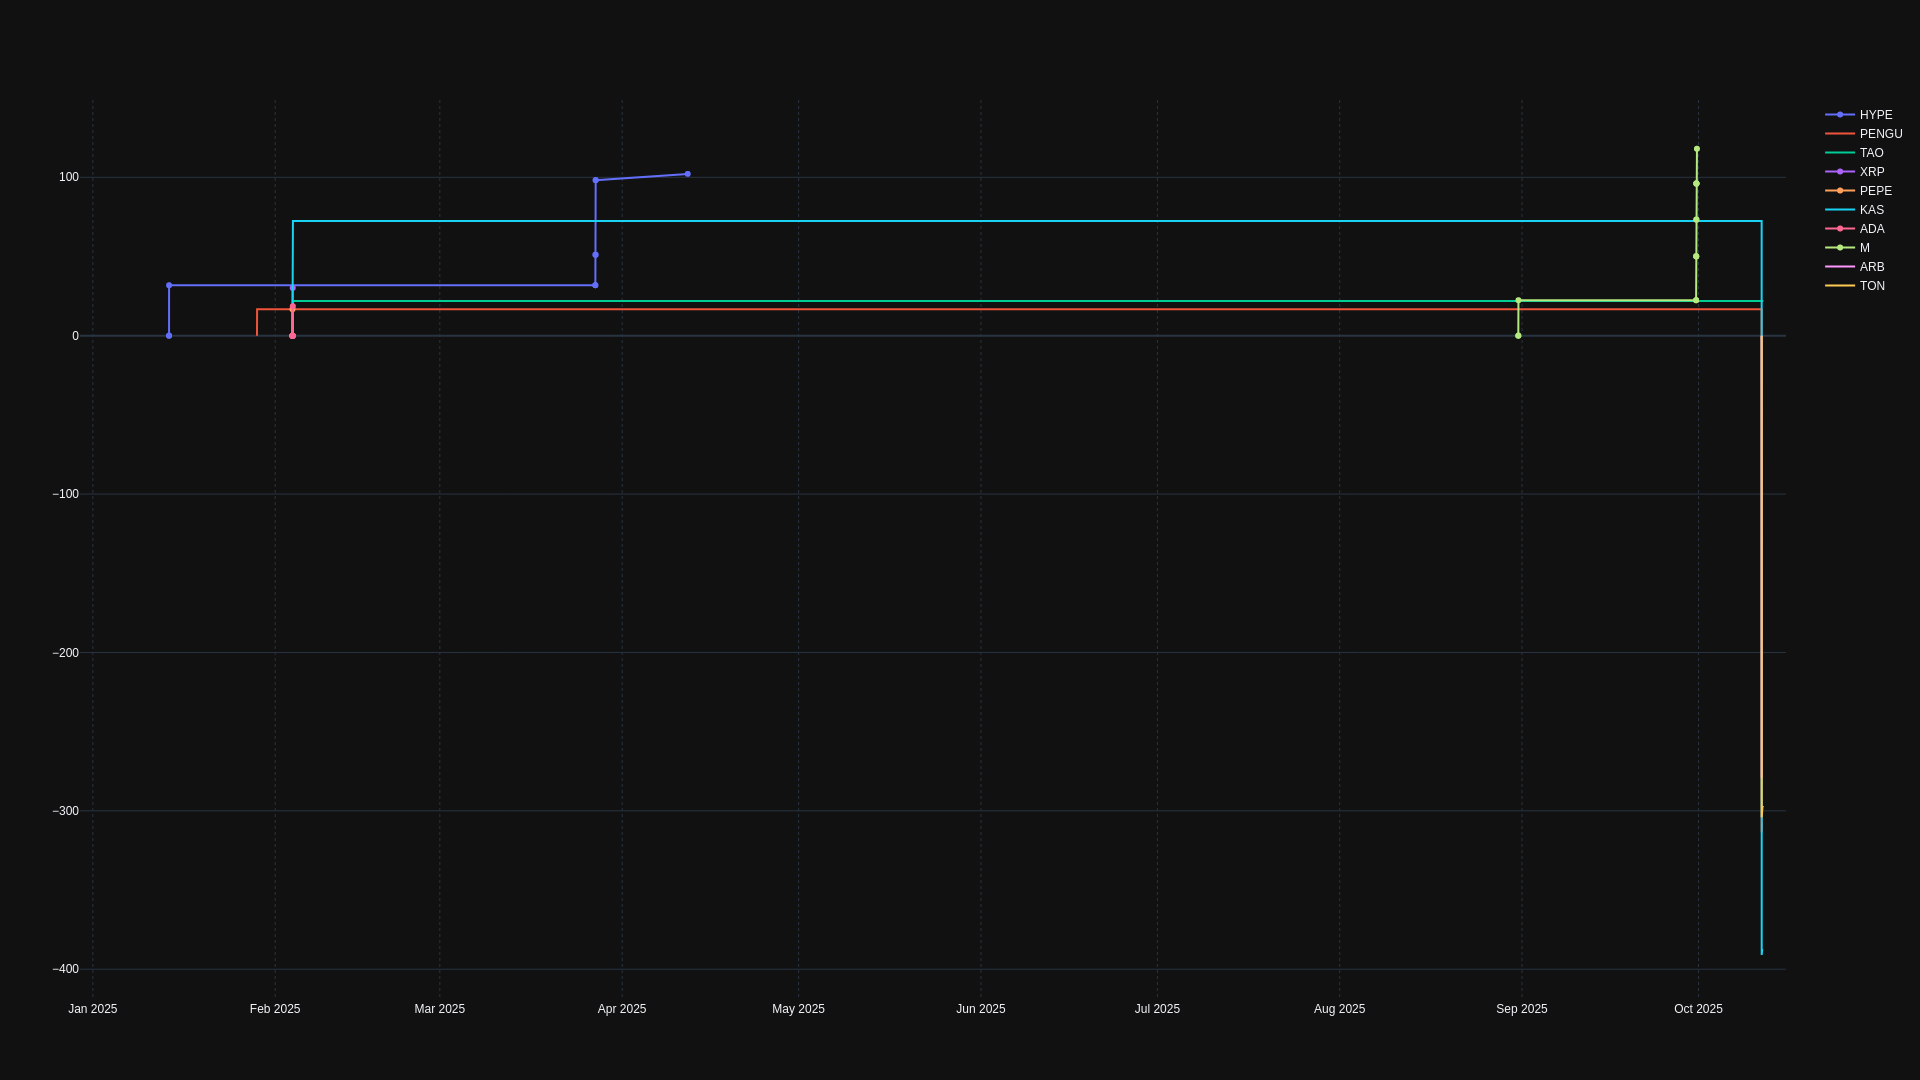 HYPE
PENGU
TAO
XRP
PEPE
KAS
ADA
M
ARB
TON
100
0
−100
−200
−300
−400
Jan 2025 Feb 2025 Mar 2025 Apr 2025 May 2025 Jun 2025 Jul 2025 Aug 2025 Sep 2025 Oct 2025